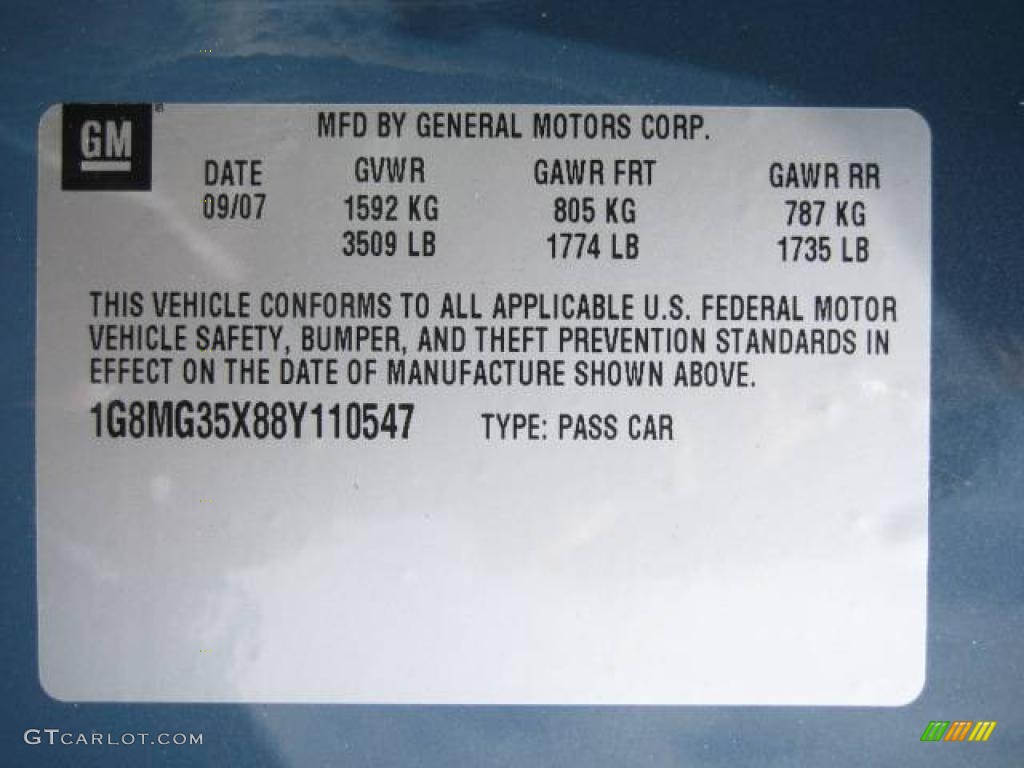 GM
MFD BY GENERAL MOTORS CORP.
DATE GVWR GAWR FRT GAWR RR
09/07 1592 KG 805 KG 787 KG
3509 LB 1774 LB 1735 LB
THIS VEHICLE CONFORMS TO ALL APPLICABLE U.S. FEDERAL MOTOR
VEHICLE SAFETY, BUMPER, AND THEFT PREVENTION STANDARDS IN
EFFECT ON THE DATE OF MANUFACTURE SHOWN ABOVE.
1G8MG35X88Y110547 TYPE: PASS CAR
GTCARLOT.COM